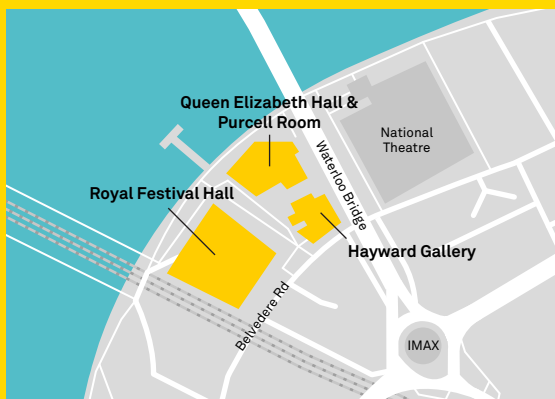 Queen Elizabeth Hall &
Purcell Room
National
Theatre
Waterloo Bridge
Royal Festival Hall
Hayward Gallery
Belvedere Rd
IMAX